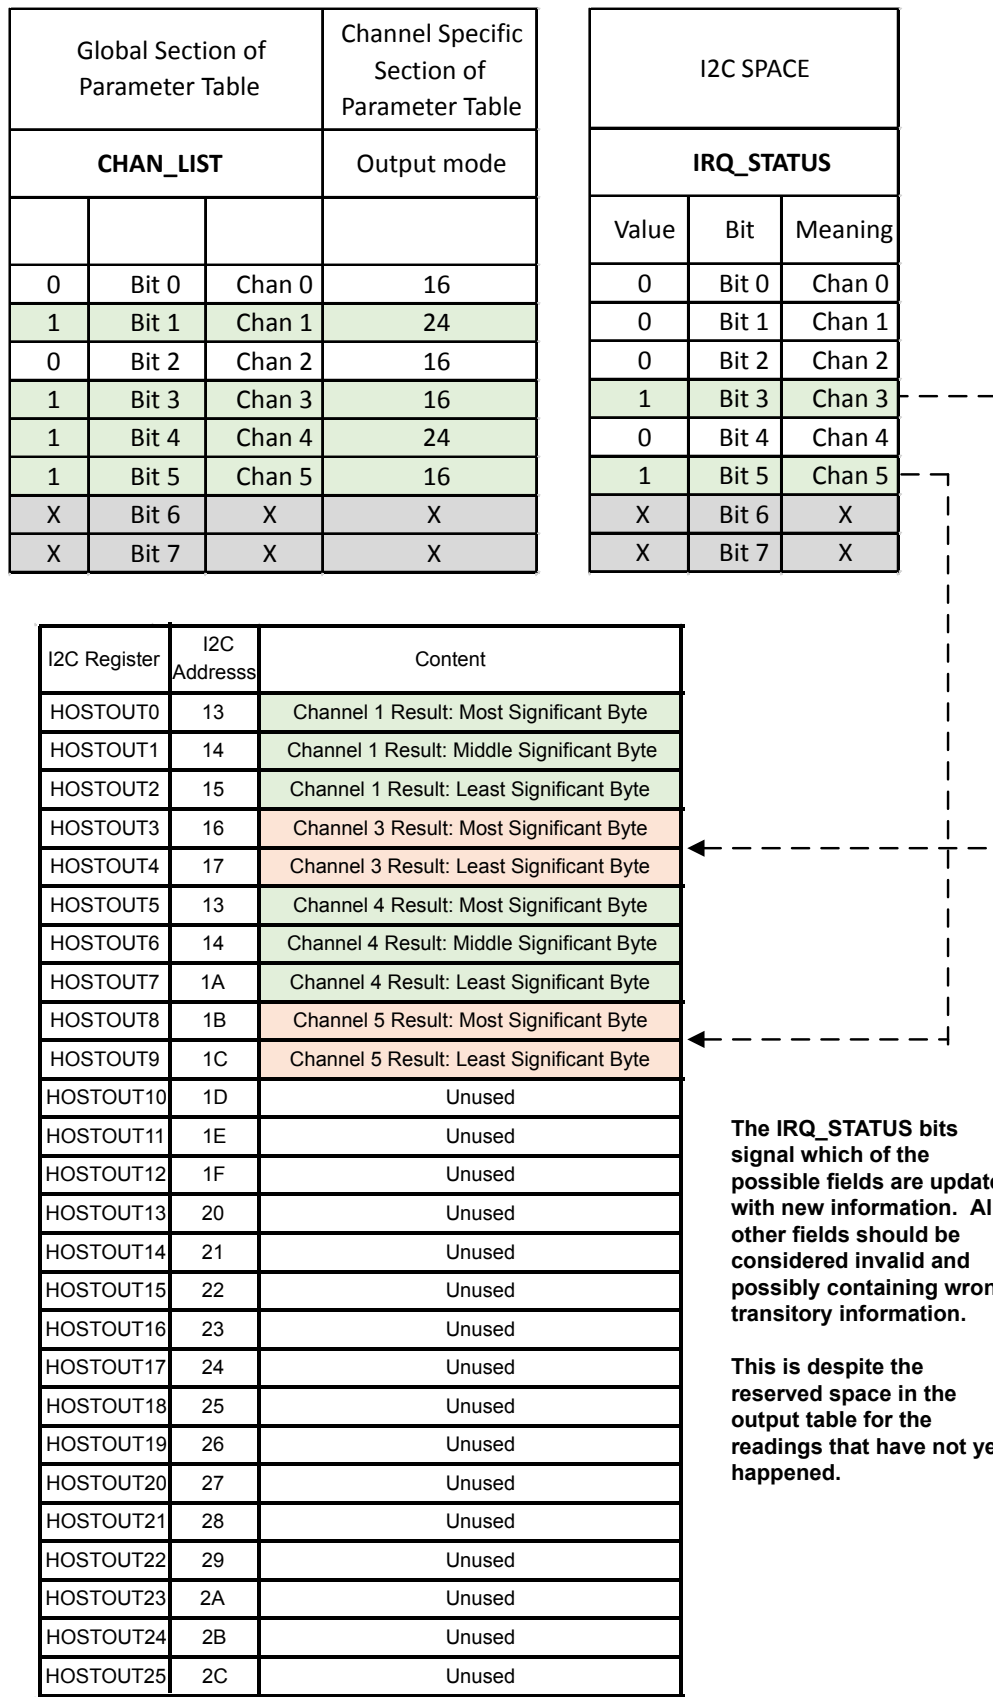 Global Section of
Parameter Table
Channel Specific
Section of
Parameter Table
CHAN_LIST
Output mode
0 Bit 0 Chan 0 16
1 Bit 1 Chan 1 24
0 Bit 2 Chan 2 16
1 Bit 3 Chan 3 16
1 Bit 4 Chan 4 24
1 Bit 5 Chan 5 16
X Bit 6 X X
X Bit 7 X X
I2C SPACE
IRQ_STATUS
Value Bit Meaning
0 Bit 0 Chan 0
0 Bit 1 Chan 1
0 Bit 2 Chan 2
1 Bit 3 Chan 3
0 Bit 4 Chan 4
1 Bit 5 Chan 5
X Bit 6 X
X Bit 7 X
I2C Register I2C Addresss Content
HOSTOUT0 13 Channel 1 Result: Most Significant Byte
HOSTOUT1 14 Channel 1 Result: Middle Significant Byte
HOSTOUT2 15 Channel 1 Result: Least Significant Byte
HOSTOUT3 16 Channel 3 Result: Most Significant Byte
HOSTOUT4 17 Channel 3 Result: Least Significant Byte
HOSTOUT5 13 Channel 4 Result: Most Significant Byte
HOSTOUT6 14 Channel 4 Result: Middle Significant Byte
HOSTOUT7 1A Channel 4 Result: Least Significant Byte
HOSTOUT8 1B Channel 5 Result: Most Significant Byte
HOSTOUT9 1C Channel 5 Result: Least Significant Byte
HOSTOUT10 1D Unused
HOSTOUT11 1E Unused
HOSTOUT12 1F Unused
HOSTOUT13 20 Unused
HOSTOUT14 21 Unused
HOSTOUT15 22 Unused
HOSTOUT16 23 Unused
HOSTOUT17 24 Unused
HOSTOUT18 25 Unused
HOSTOUT19 26 Unused
HOSTOUT20 27 Unused
HOSTOUT21 28 Unused
HOSTOUT22 29 Unused
HOSTOUT23 2A Unused
HOSTOUT24 2B Unused
HOSTOUT25 2C Unused
The IRQ_STATUS bits
signal which of the
possible fields are
with new information.
other fields should be
considered invalid and
possibly containing
transitory information.
This is despite the
reserved space in the
output table for the
readings that have not
happened.